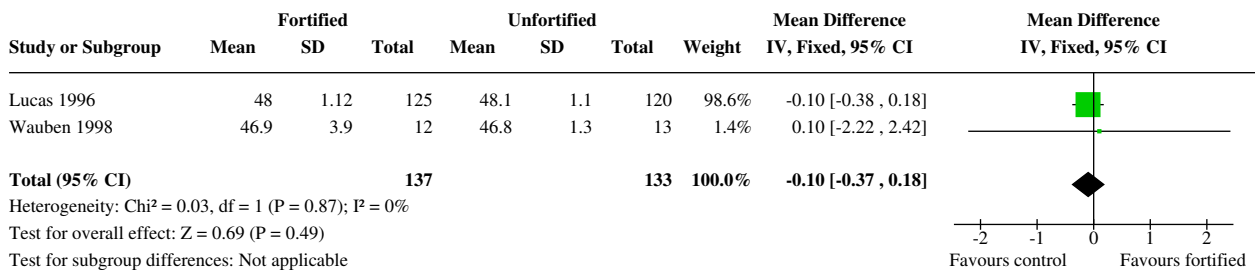 Fortified Unfortified Mean Difference Mean Difference
Study or Subgroup Mean SD Total Mean SD Total Weight IV, Fixed, 95% CI IV, Fixed, 95% CI
Lucas 1996 48 1.12 125 48.1 1.1 120 98.6% -0.10 [-0.38 , 0.18]
Wauben 1998 46.9 3.9 12 46.8 1.3 13 1.4% 0.10 [-2.22 , 2.42]
Total (95% CI) 137 133 100.0% -0.10 [-0.37 , 0.18]
Heterogeneity: Chi² = 0.03, df = 1 (P = 0.87); I² = 0%
Test for overall effect: Z = 0.69 (P = 0.49)
-2 -1 0 1 2
Test for subgroup differences: Not applicable Favours control Favours fortified